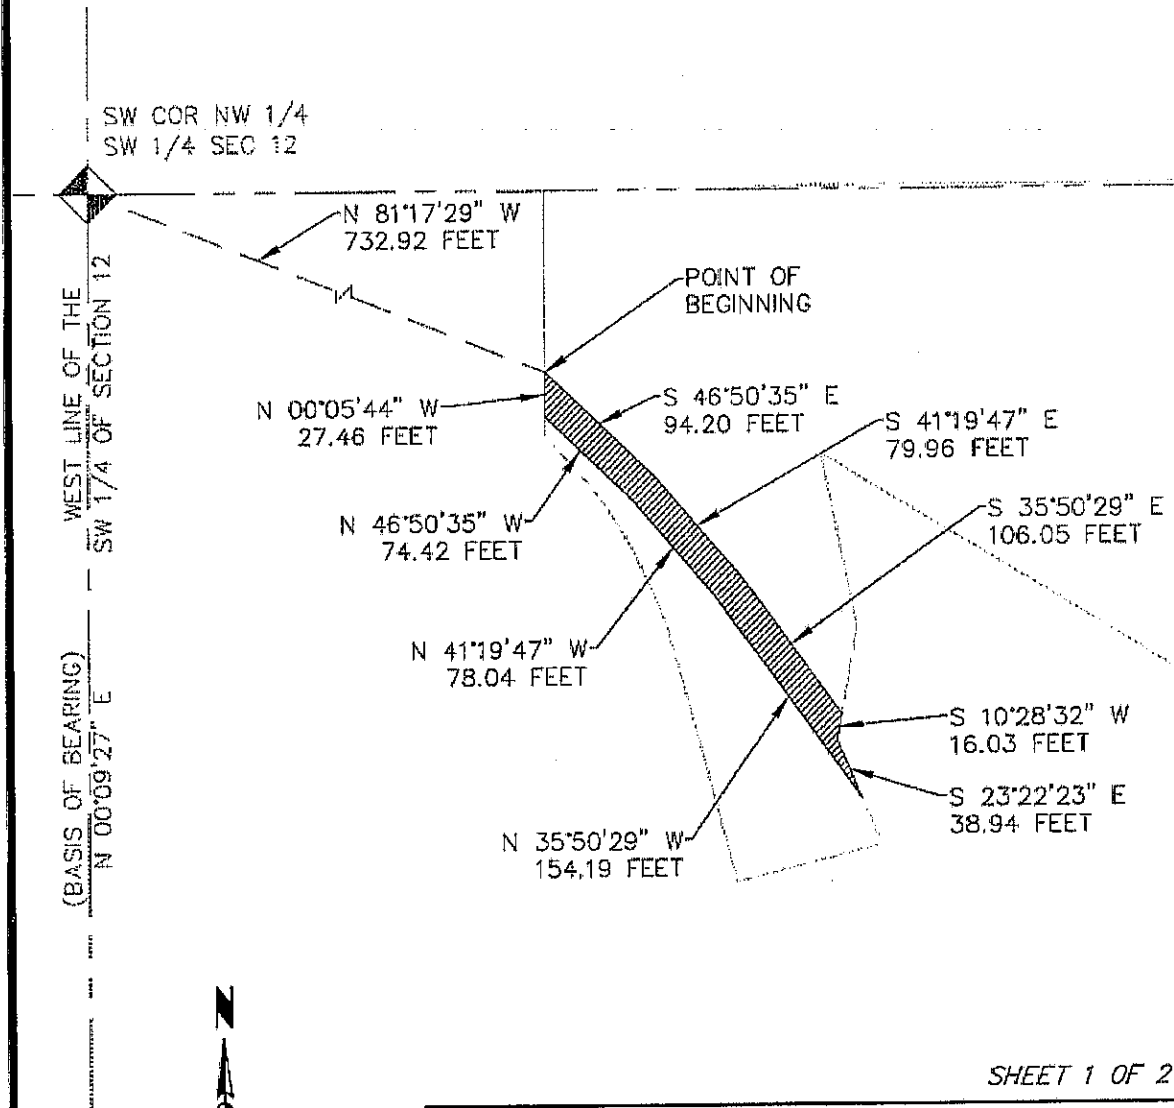 SW COR NW 1/4
SW 1/4 SEC 12
N 81°17'29" W
732.92 FEET
POINT OF
BEGINNING
WEST LINE OF THE
SW 1/4 OF SECTION 12
N 00°05'44" W
27.46 FEET
S 46°50'35" E
94.20 FEET
S 41°19'47" E
79.96 FEET
S 35°50'29" E
106.05 FEET
N 46°50'35" W
74.42 FEET
N 41°19'47" W
78.04 FEET
(BASIS OF BEARING)
N 00°09'27" E
S 10°28'32" W
16.03 FEET
S 23°22'23" E
38.94 FEET
N 35°50'29" W
154.19 FEET
N
SHEET 1 OF 2